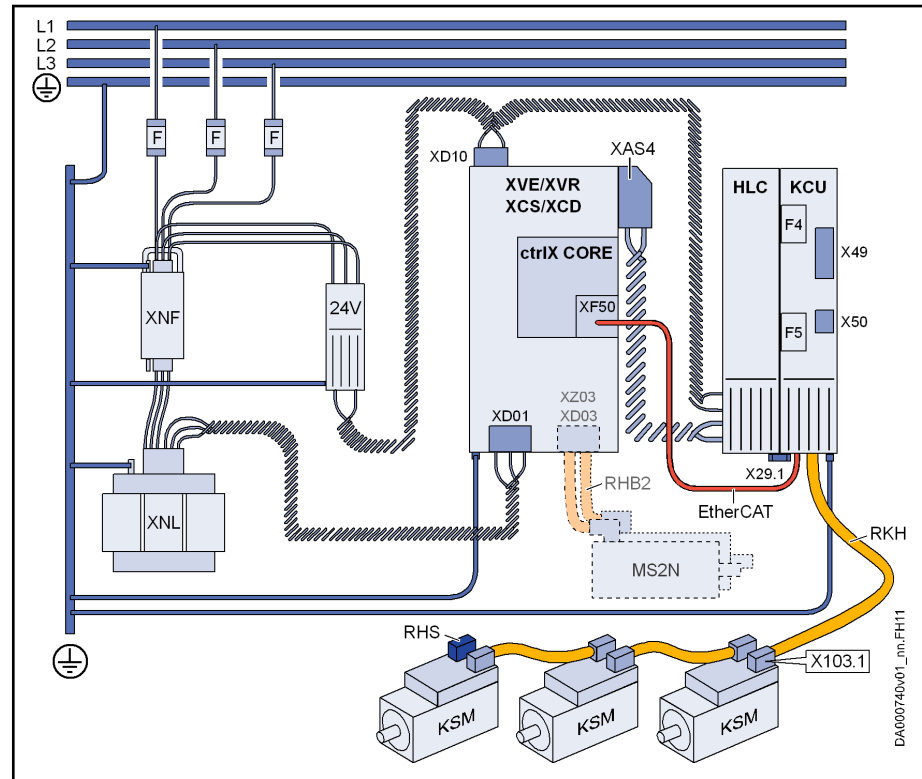 L1
L2
L3
F
F
F
XD10
XAS4
XVE/XVR
XCS/XCD
HLC
KCU
F4
X49
ctrlX CORE
XNF
24V
XF50
F5
X50
XZ03
XD03
XD01
X29.1
RHB2
EtherCAT
XNL
RKH
MS2N
RHS
X103.1
KSM
KSM
KSM
DA000740v01_nn.FH11